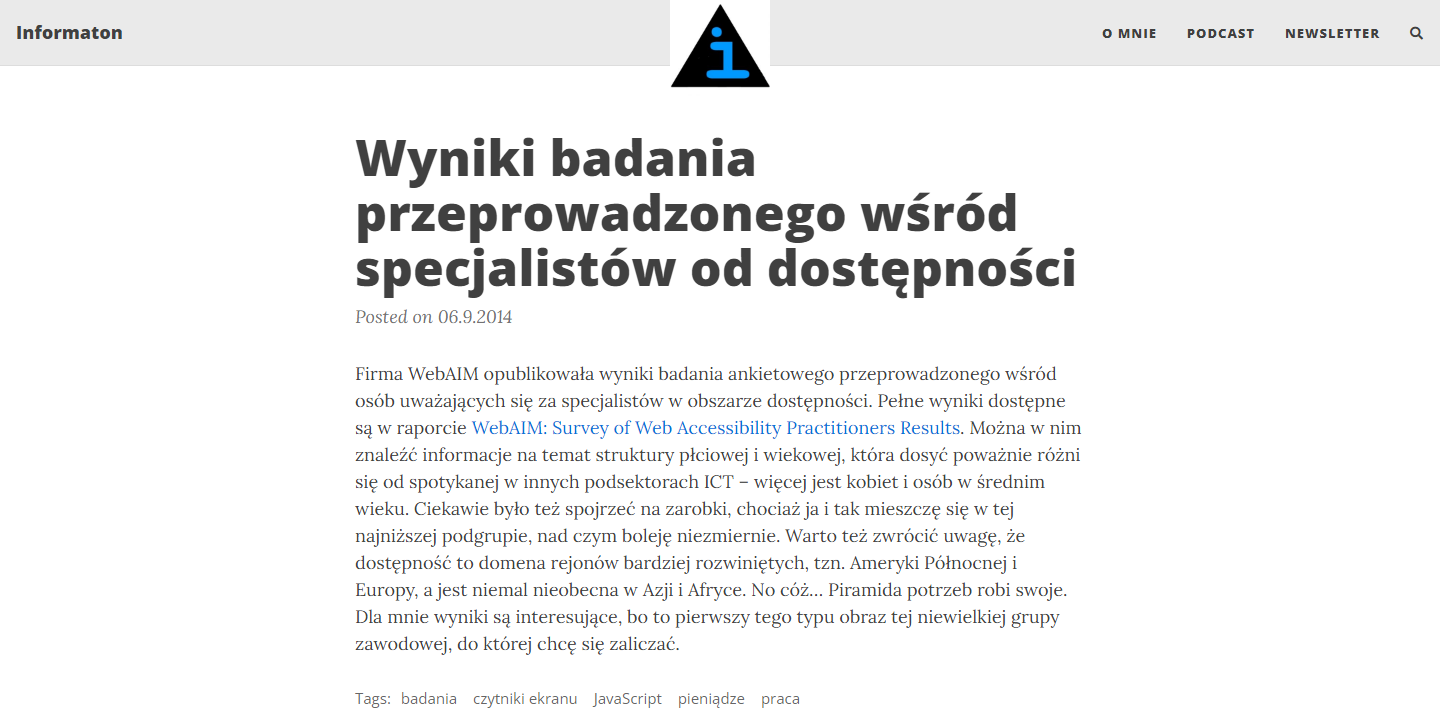 Informaton
i
O MNIE
PODCAST
NEWSLETTER
Wyniki badania
przeprowadzonego wśród
specjalistów od dostępności
Posted on 06.9.2014
Firma WebAIM opublikowała wyniki badania ankietowego przeprowadzonego wśród
osób uważających się za specjalistów w obszarze dostępności. Pełne wyniki dostępne
są w raporcie WebAIM: Survey of Web Accessibility Practitioners Results. Można w nim
znaleźć informacje na temat struktury płciowej i wiekowej, która dosyć poważnie różni
się od spotykanej w innych podsektorach ICT – więcej jest kobiet i osób w średnim
wieku. Ciekawie było też spojrzeć na zarobki, chociaż ja i tak mieszczę się w tej
najniższej podgrupie, nad czym boleję niezmiernie. Warto też zwrócić uwagę, że
dostępność to domena rejonów bardziej rozwiniętych, tzn. Ameryki Północnej i
Europy, a jest niemal nieobecna w Azji i Afryce. No cóż… Piramida potrzeb robi swoje.
Dla mnie wyniki są interesujące, bo to pierwszy tego typu obraz tej niewielkiej grupy
zawodowej, do której chcę się zaliczać.
Tags: badania czytniki ekranu JavaScript pieniądze praca